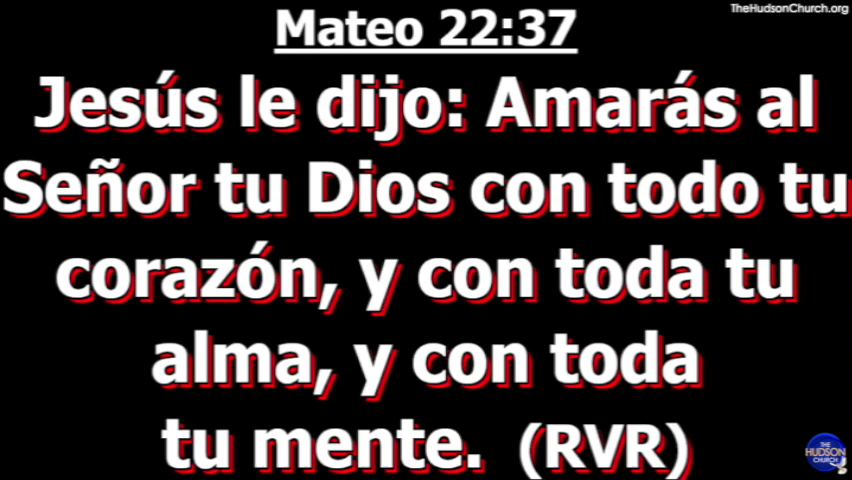 TheHudsonChurch.org
Mateo 22:37
Jesús le dijo: Amarás al
Señor tu Dios con todo tu
corazón, y con toda tu
alma, y con toda
tu mente. (RVR)
THE
HUDSON
CHURCH